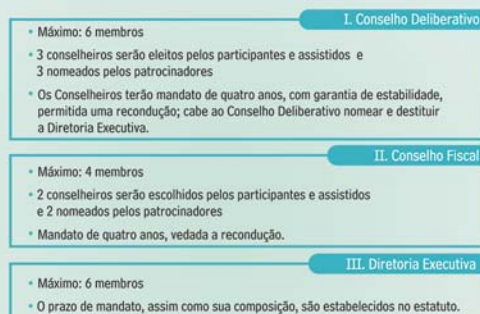 I. Conselho Deliberativo
• Máximo: 6 membros
• 3 conselheiros serão eleitos pelos participantes e assistidos e
3 nomeados pelos patrocinadores
• Os Conselheiros terão mandato de quatro anos, com garantia de estabilidade,
permitida uma recondução; cabe ao Conselho Deliberativo nomear e destituir
a Diretoria Executiva.
II. Conselho Fiscal
• Máximo: 4 membros
• 2 conselheiros serão escolhidos pelos participantes e assistidos
e 2 nomeados pelos patrocinadores
• Mandato de quatro anos, vedada a recondução.
III. Diretoria Executiva
• Máximo: 6 membros
• O prazo de mandato, assim como sua composição, são estabelecidos no estatuto.